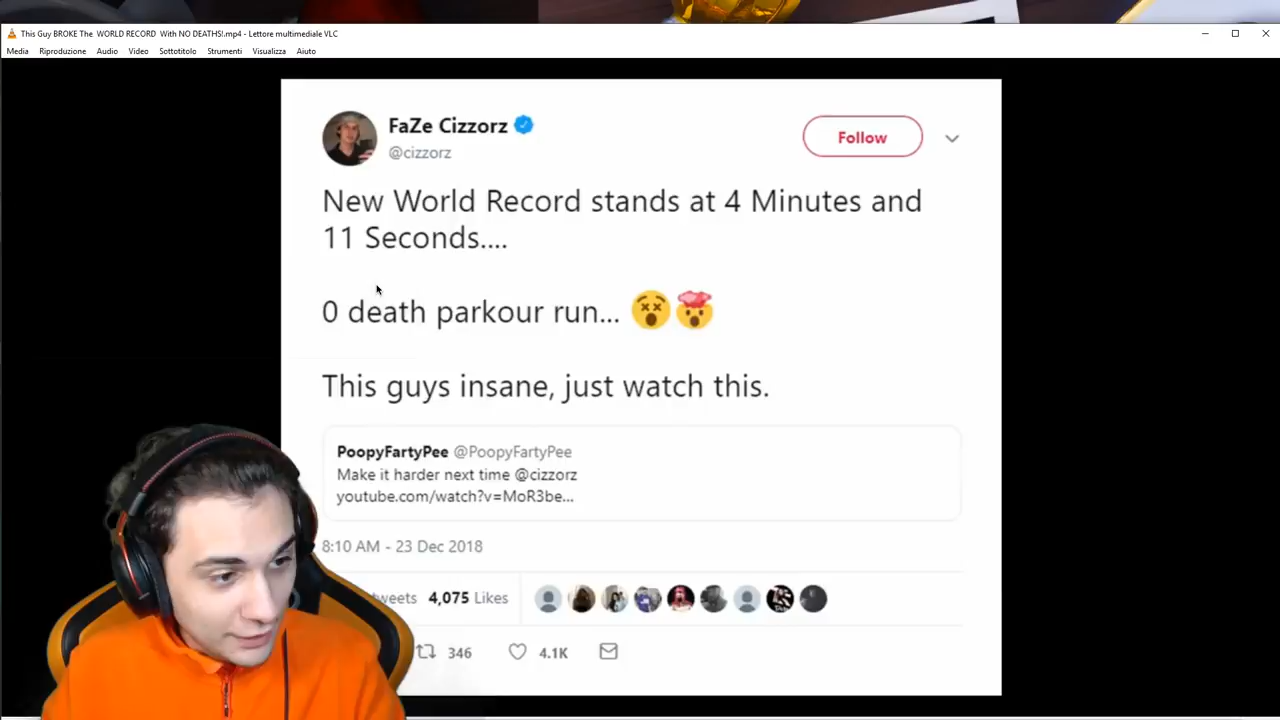 This Guy BROKE The WORLD RECORD With NO DEATHS!.mp4 - Lettore multimediale VLC
Media Riproduzione Audio Video Sottotitolo Strumenti Visualizza Aiuto
FaZe Cizzorz
@cizzorz
Follow
New World Record stands at 4 Minutes and
11 Seconds....
0 death parkour run... 😵🤯
This guys insane, just watch this.
PoopyFartyPee @PoopyFartyPee
Make it harder next time @cizzorz
youtube.com/watch?v=MoR3be...
8:10 AM - 23 Dec 2018
4,075 Likes
346 4.1K